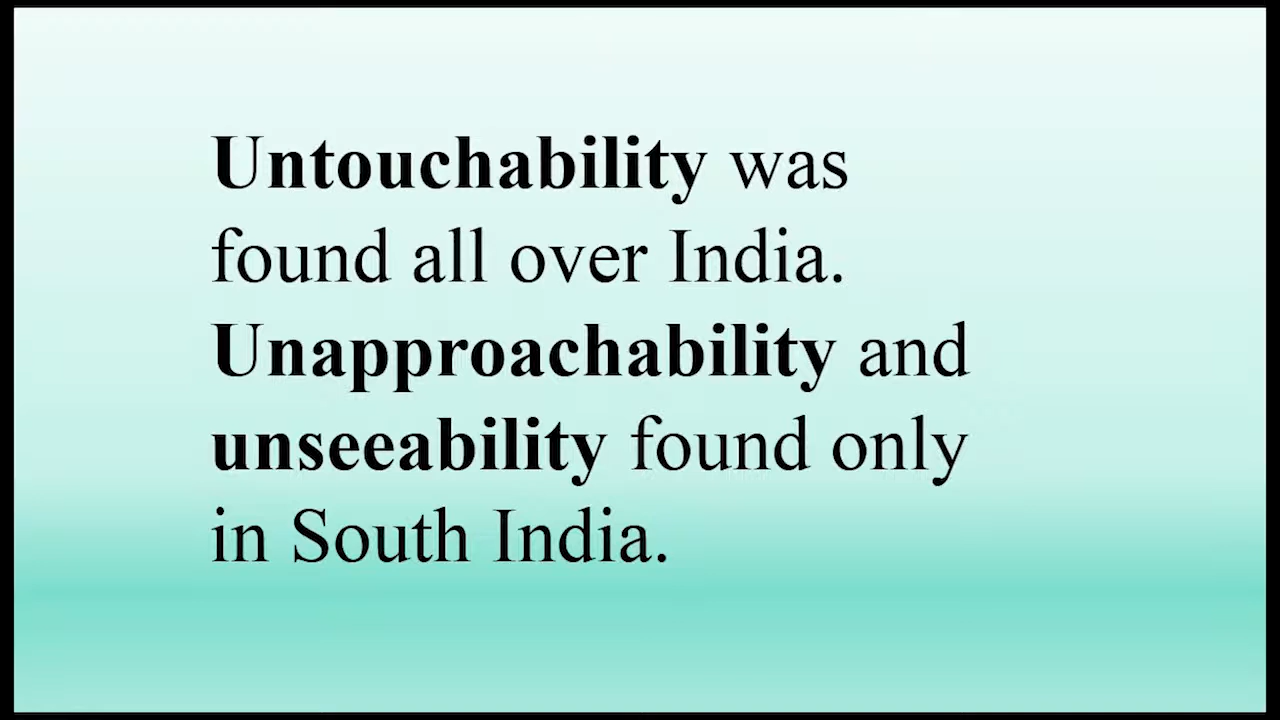 Untouchability was
found all over India.
Unapproachability and
unseeability found only
in South India.